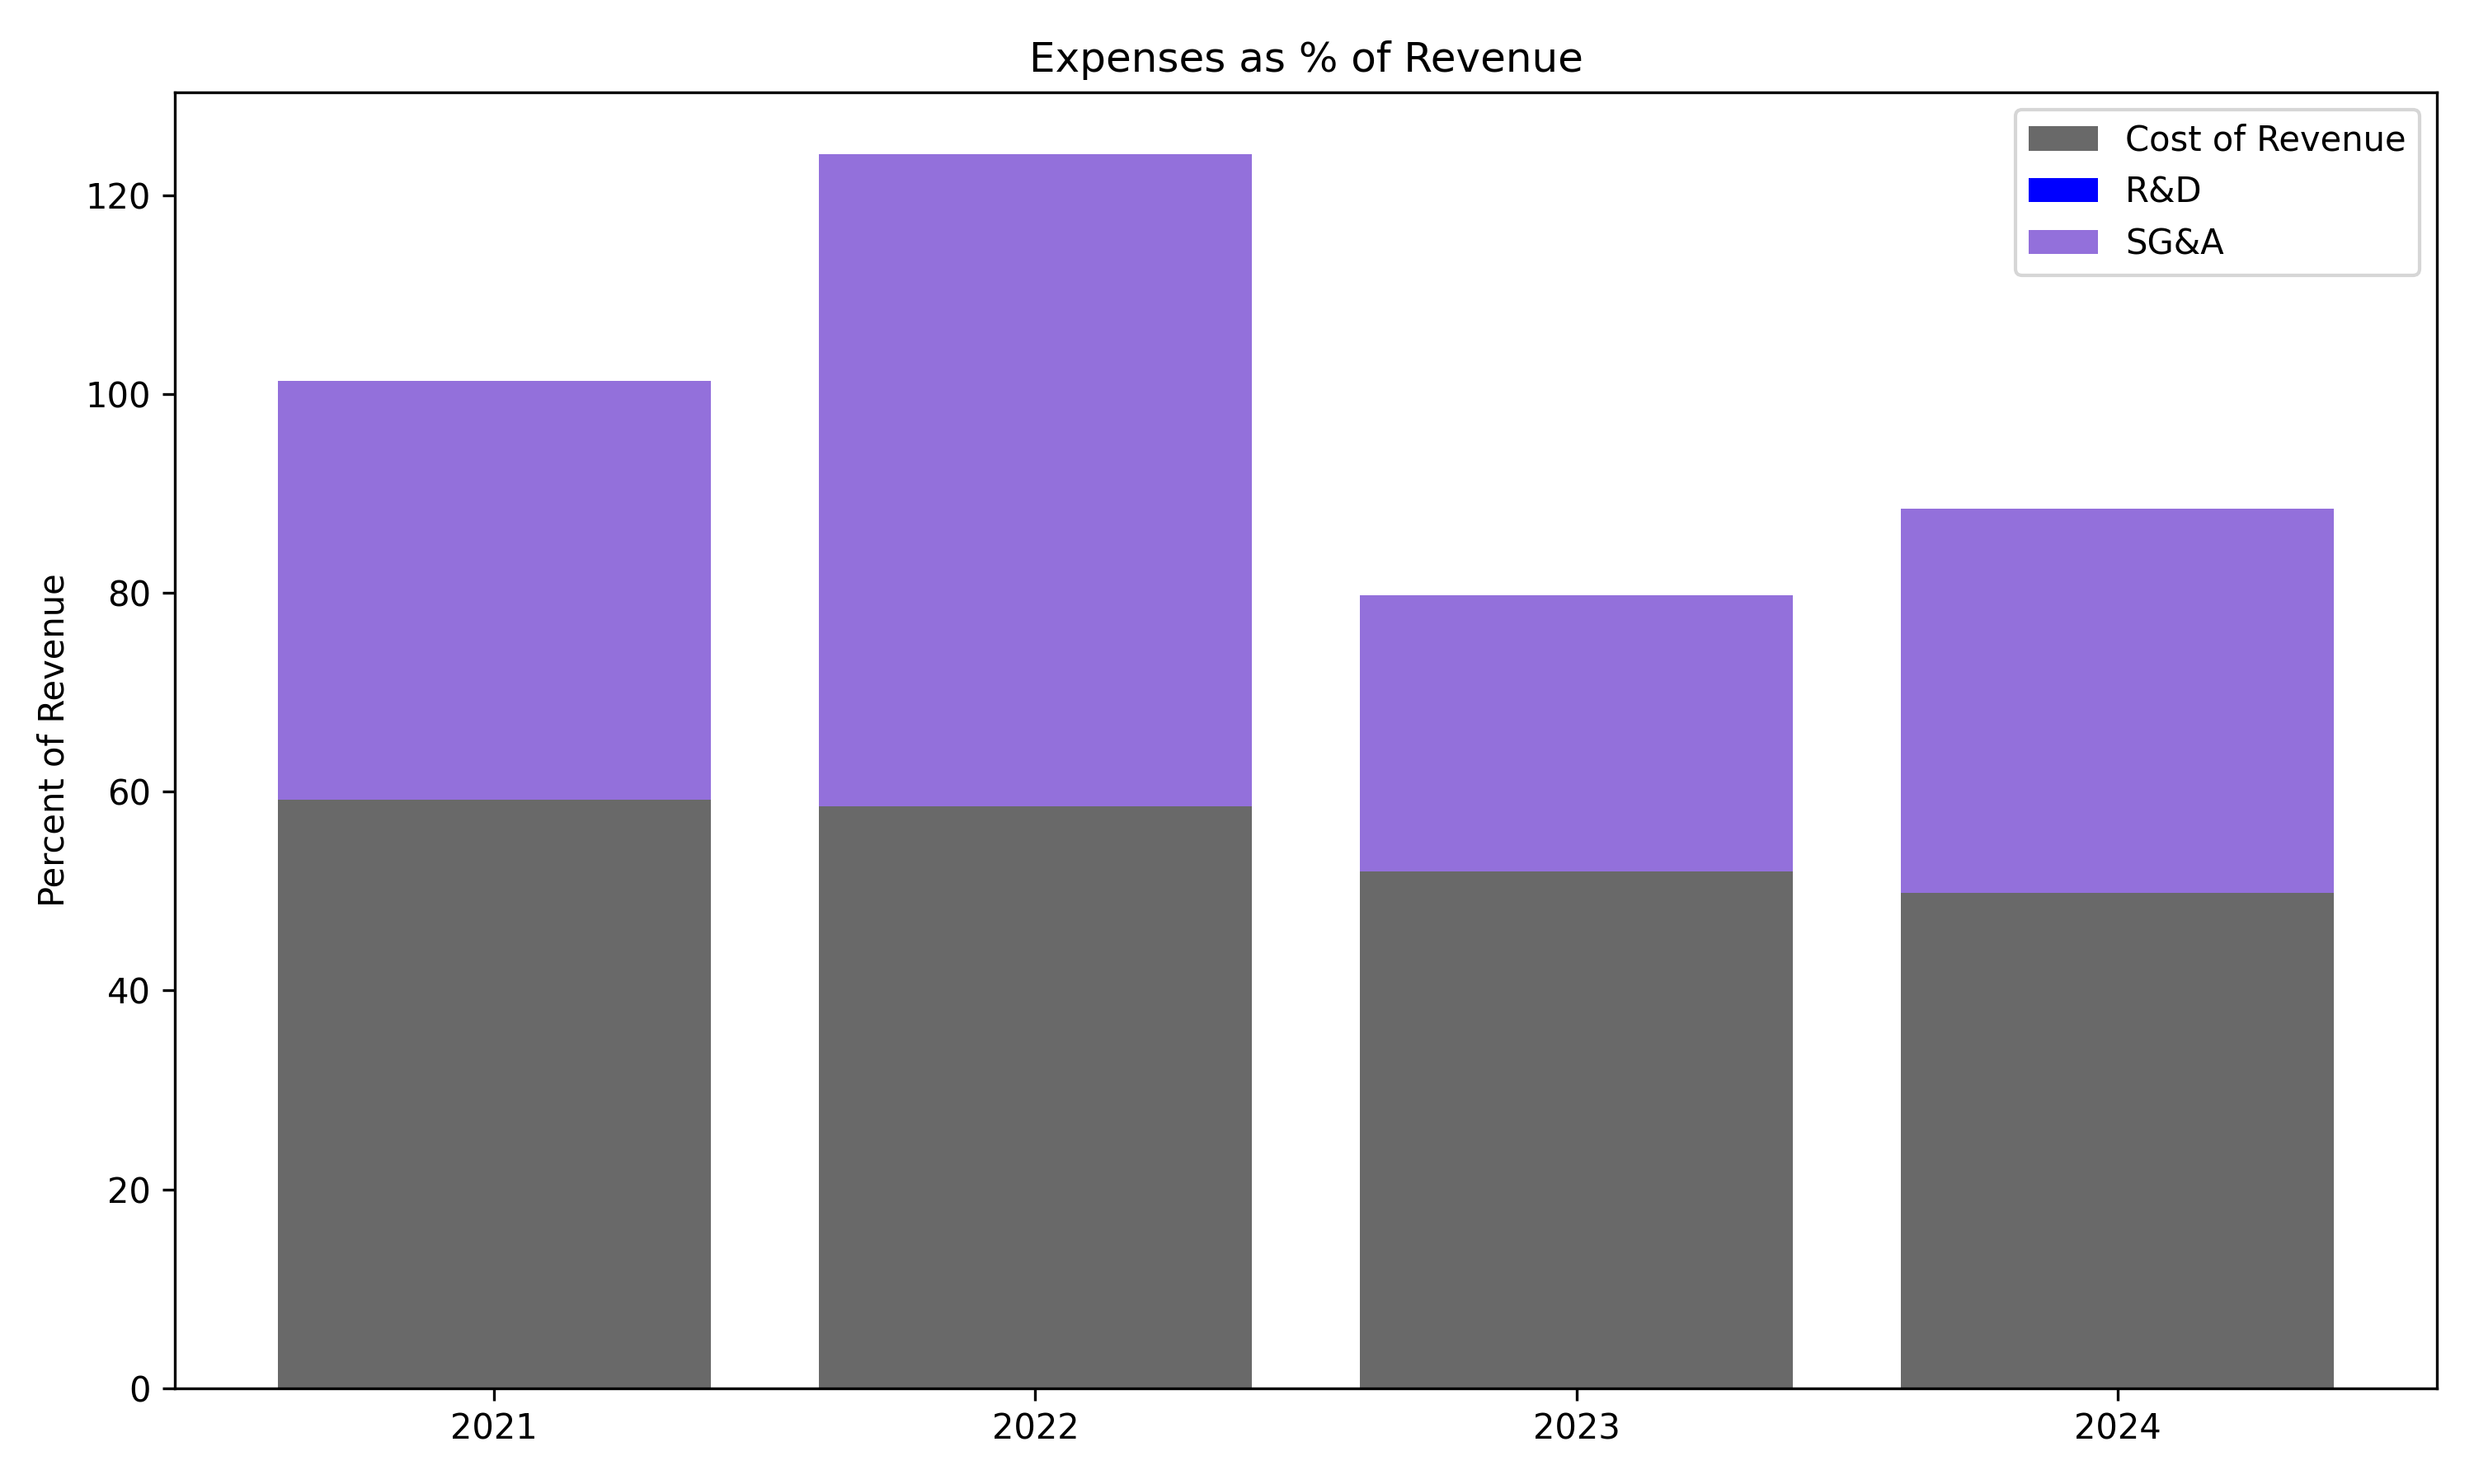 Expenses as % of Revenue
Cost of Revenue
R&D
SG&A
Percent of Revenue
120
100
80
60
40
20
0
2021
2022
2023
2024